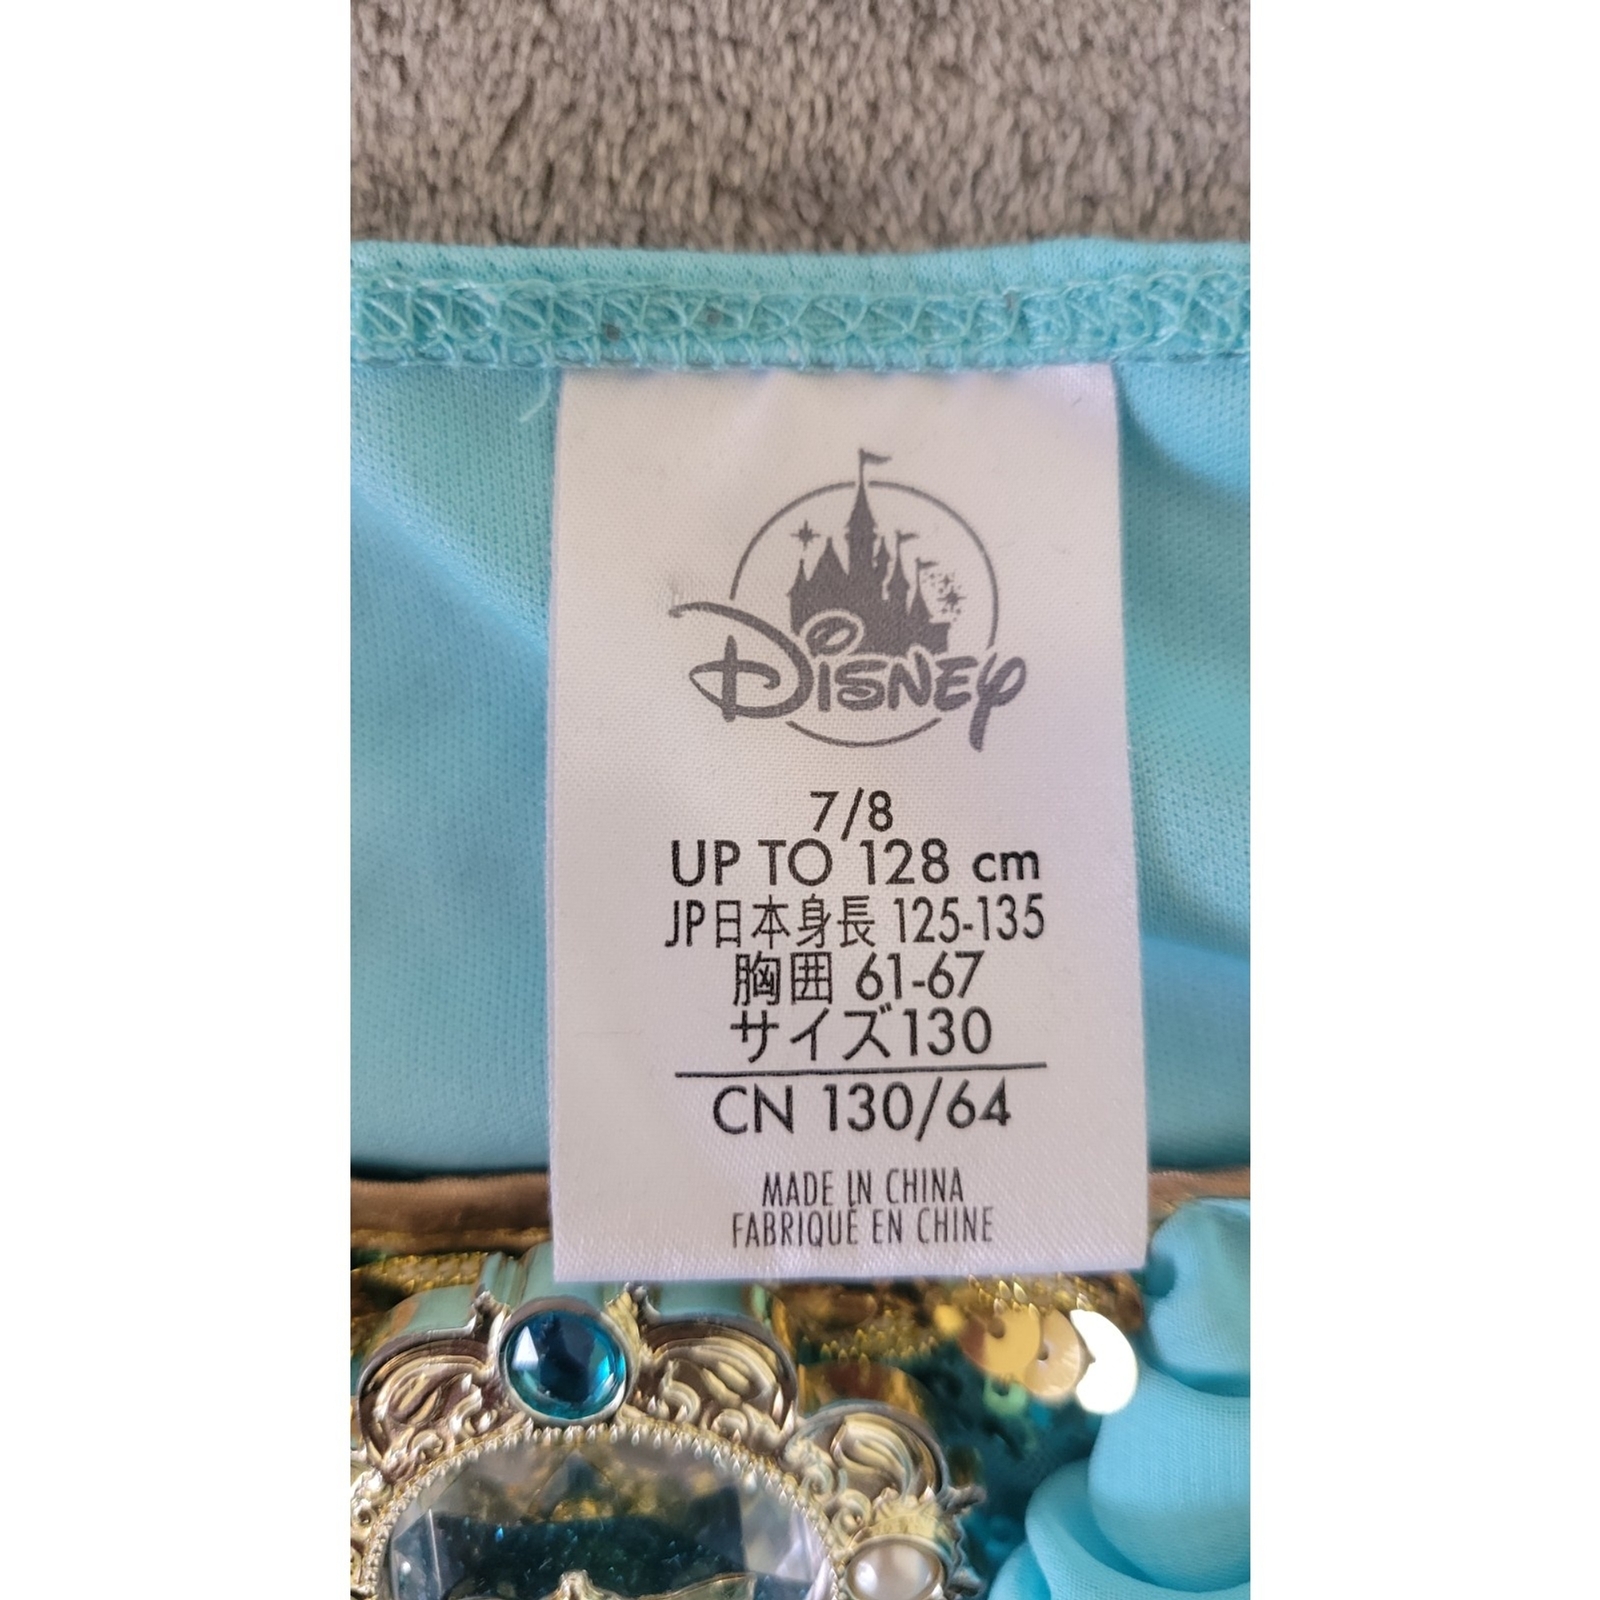 Disney
7/8
UP TO 128 cm
JP日本身長 125-135
胸囲 61-67
サイズ130
CN 130/64
MADE IN CHINA
FABRIQUÉ EN CHINE